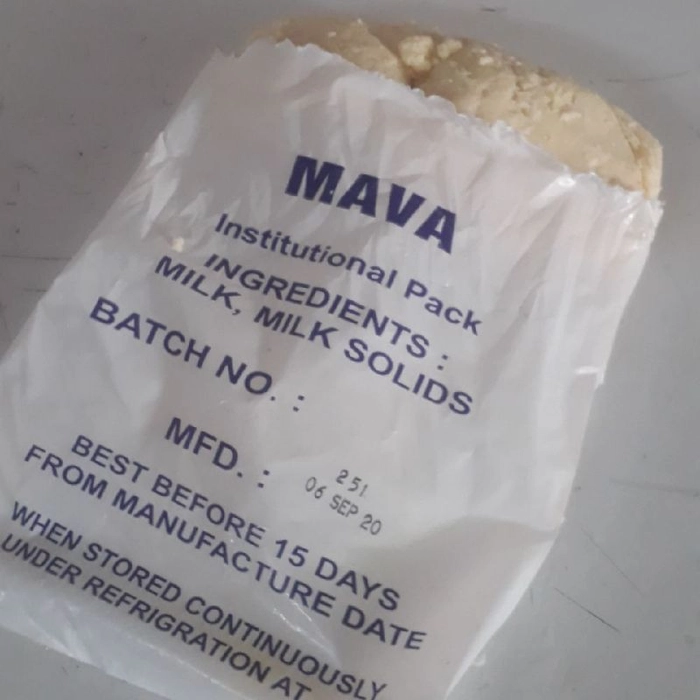 MAVA
Institutional Pack
INGREDIENTS :
MILK, MILK SOLIDS
BATCH NO. :
251
MFD. : 06 SEP 20
BEST BEFORE 15 DAYS
FROM MANUFACTURE DATE
WHEN STORED CONTINUOUSLY
UNDER REFRIGRATION AT